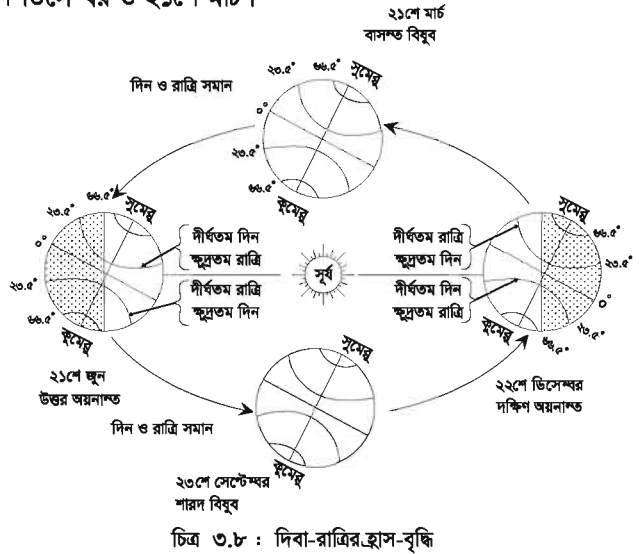 ২১শে মার্চ
বাসন্ত বিষুব
দিন ও রাত্রি সমান
০°
২৩.৫°
৬৬.৫°
সুমেরু
২৩.৫°
৬৬.৫°
কুমেরু
০°
২৩.৫°
৬৬.৫°
সুমেরু
২৩.৫°
৬৬.৫°
কুমেরু
দীর্ঘতম দিন
ক্ষুদ্রতম রাত্রি
দীর্ঘতম রাত্রি
ক্ষুদ্রতম দিন
সূর্য
দীর্ঘতম রাত্রি
ক্ষুদ্রতম দিন
দীর্ঘতম দিন
ক্ষুদ্রতম রাত্রি
সুমেরু
৬৬.৫°
২৩.৫°
০°
২৩.৫°
৬৬.৫°
কুমেরু
২১শে জুন
উত্তর অয়নান্ত
দিন ও রাত্রি সমান
সুমেরু
কুমেরু
২২শে ডিসেম্বর
দক্ষিণ অয়নান্ত
২৩শে সেপ্টেম্বর
শারদ বিষুব
চিত্র ৩.৮ : দিবা-রাত্রির হ্রাস-বৃদ্ধি